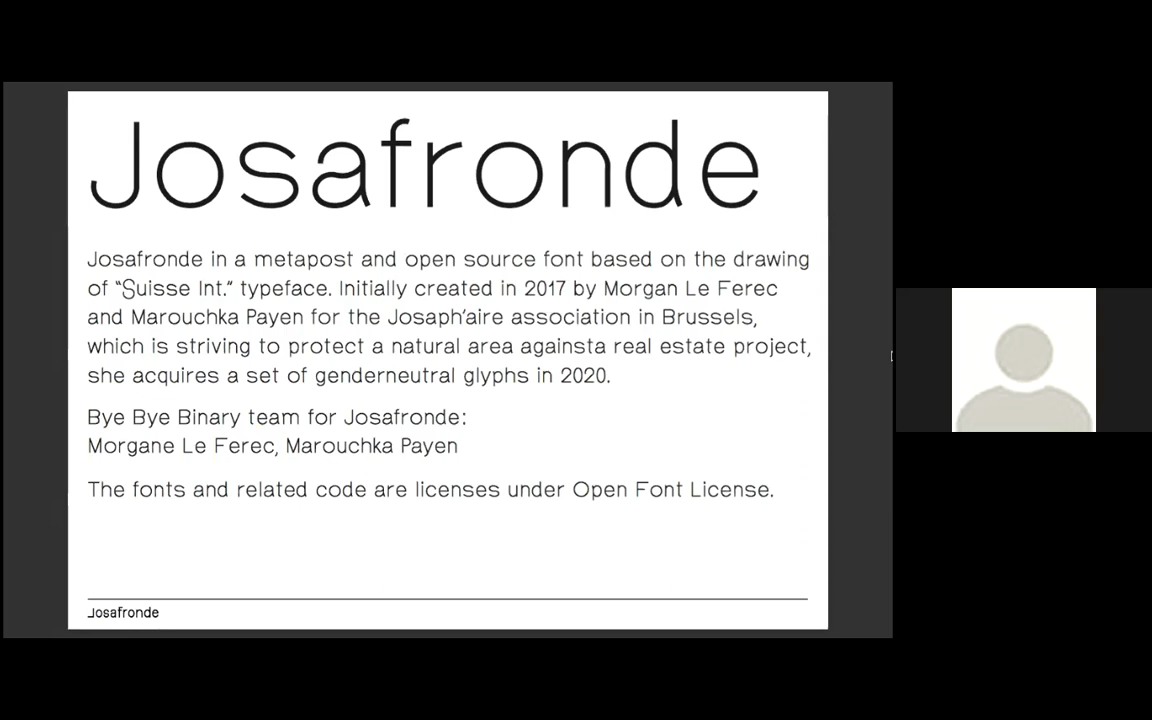 Josafronde
Josafronde in a metapost and open source font based on the drawing
of “Suisse Int.” typeface. Initially created in 2017 by Morgan Le Ferec
and Marouchka Payen for the Josaph’aire association in Brussels,
which is striving to protect a natural area againsta real estate project,
she acquires a set of genderneutral glyphs in 2020.
Bye Bye Binary team for Josafronde:
Morgane Le Ferec, Marouchka Payen
The fonts and related code are licenses under Open Font License.
Josafronde